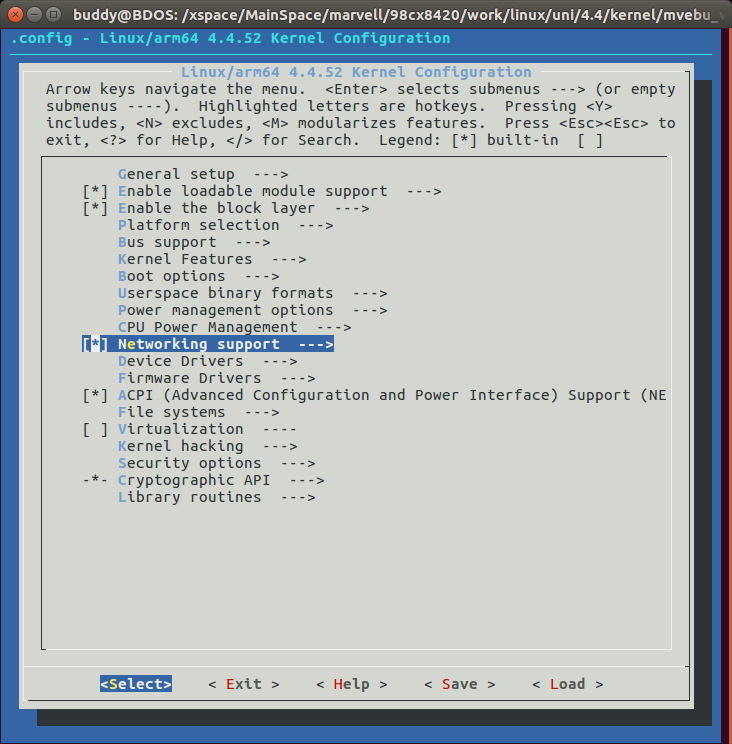 buddy@BDOS: /xspace/MainSpace/marvell/98cx8420/work/linux/uni/4.4/kernel/mvebu_
.config - Linux/arm64 4.4.52 Kernel Configuration
Linux/arm64 4.4.52 Kernel Configuration
Arrow keys navigate the menu.  <Enter> selects submenus ---> (or empty
submenus ----).  Highlighted letters are hotkeys.  Pressing <Y>
includes, <N> excludes, <M> modularizes features.  Press <Esc><Esc> to
exit, <?> for Help, </> for Search.  Legend: [*] built-in  [ ]
General setup  --->
[*] Enable loadable module support  --->
[*] Enable the block layer  --->
Platform selection  --->
Bus support  --->
Kernel Features  --->
Boot options  --->
Userspace binary formats  --->
Power management options  --->
CPU Power Management  --->
[*] Networking support  --->
Device Drivers  --->
Firmware Drivers  --->
[*] ACPI (Advanced Configuration and Power Interface) Support (NE
File systems  --->
[ ] Virtualization  ----
Kernel hacking  --->
Security options  --->
-*- Cryptographic API  --->
Library routines  --->
<Select>    < Exit >    < Help >    < Save >    < Load >